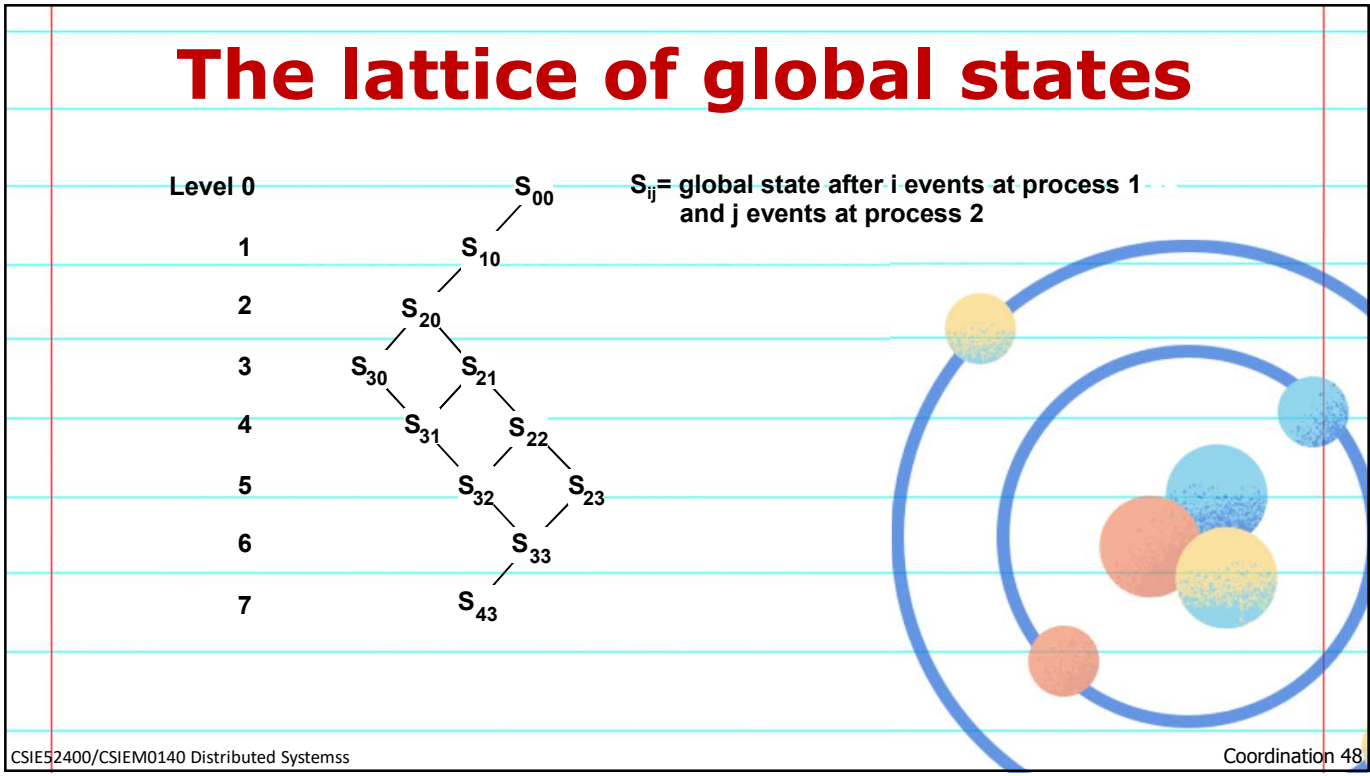 The lattice of global states
Level 0 S00 Sij= global state after i events at process 1
and j events at process 2
1 S10
2 S20
3 S30 S21
4 S31 S22
5 S32 S23
6 S33
7 S43
CSIE52400/CSIEM0140 Distributed Systemss Coordination 48